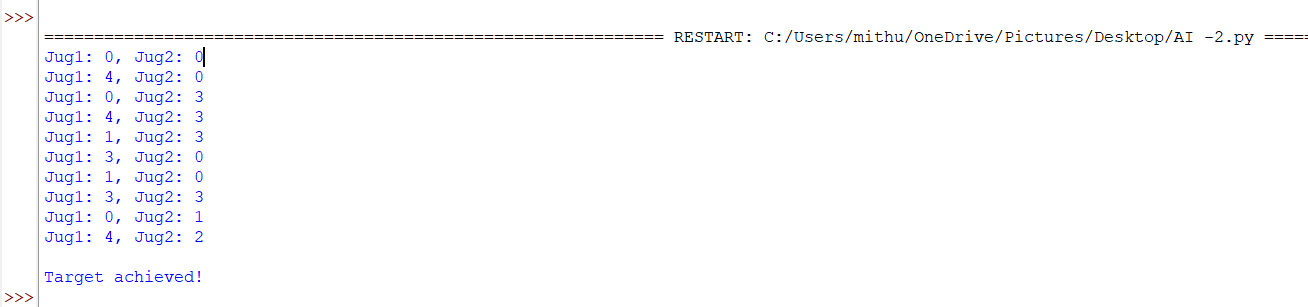 >>>
============================================================== RESTART: C:/Users/mithu/OneDrive/Pictures/Desktop/AI -2.py =====
Jug1: 0, Jug2: 0
Jug1: 4, Jug2: 0
Jug1: 0, Jug2: 3
Jug1: 4, Jug2: 3
Jug1: 1, Jug2: 3
Jug1: 3, Jug2: 0
Jug1: 1, Jug2: 0
Jug1: 3, Jug2: 3
Jug1: 0, Jug2: 1
Jug1: 4, Jug2: 2
Target achieved!
>>>